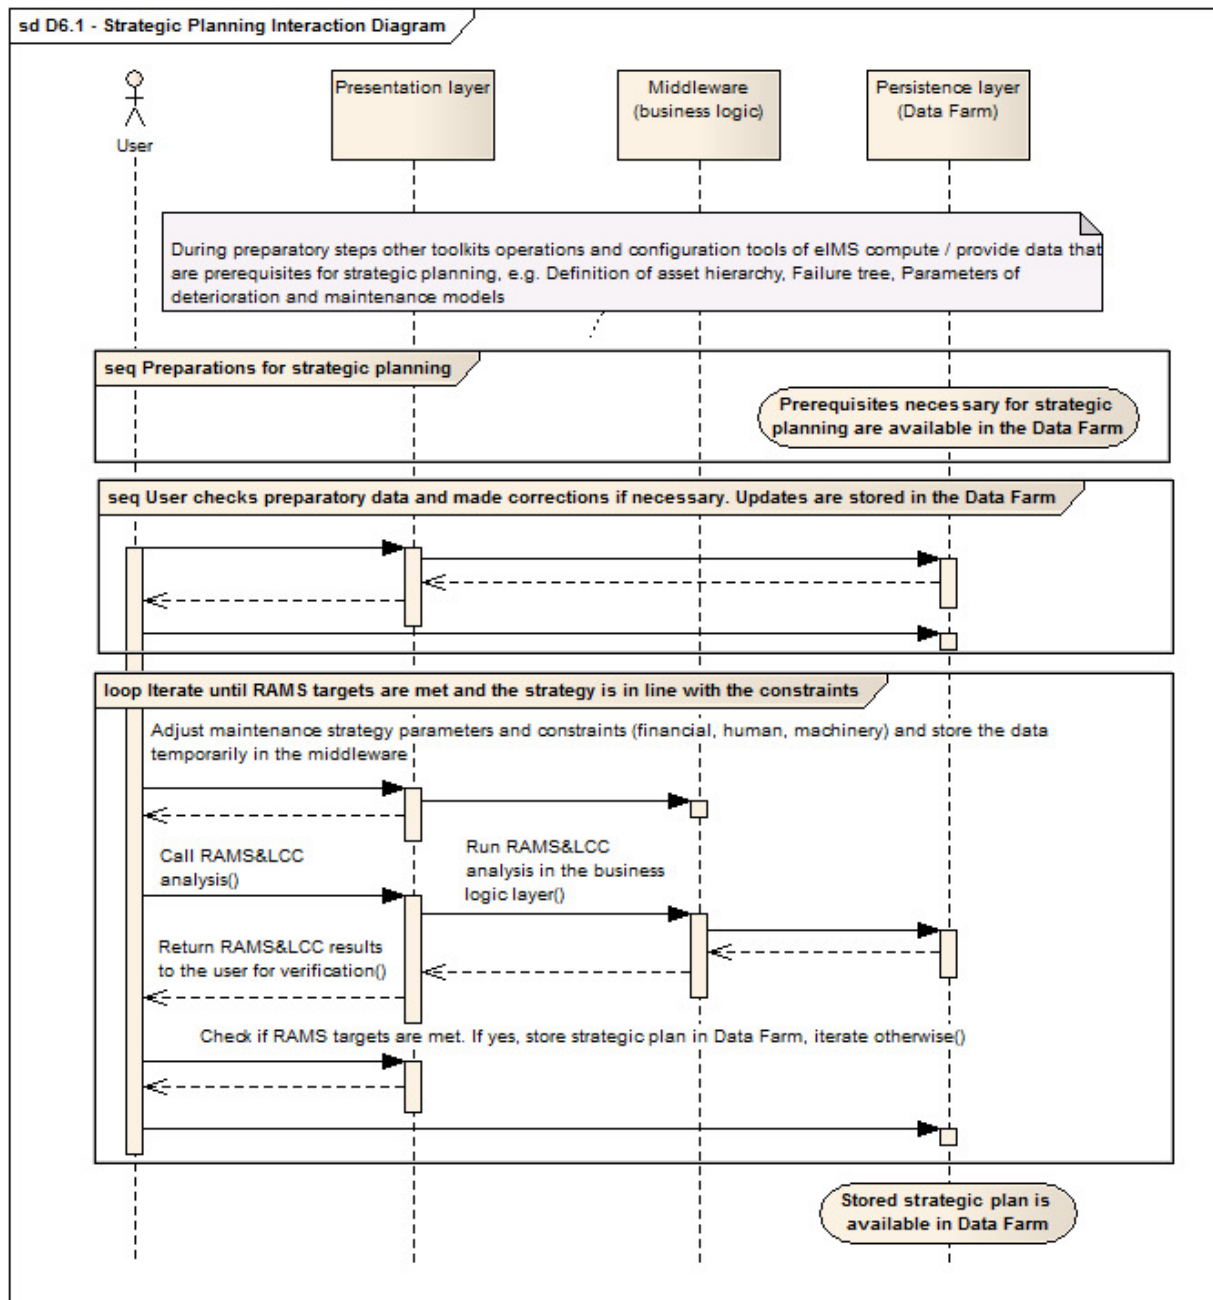 sd D6.1 - Strategic Planning Interaction Diagram
User
Presentation layer
Middleware
(business logic)
Persistence layer
(Data Farm)
During preparatory steps other toolkits operations and configuration tools of eIMS compute / provide data that
are prerequisites for strategic planning, e.g. Definition of asset hierarchy, Failure tree, Parameters of
deterioration and maintenance models
seq Preparations for strategic planning
Prerequisites necessary for strategic
planning are available in the Data Farm
seq User checks preparatory data and made corrections if necessary. Updates are stored in the Data Farm
loop Iterate until RAMS targets are met and the strategy is in line with the constraints
Adjust maintenance strategy parameters and constraints (financial, human, machinery) and store the data
temporarily in the middleware
Call RAMS&LCC
analysis()
Run RAMS&LCC
analysis in the business
logic layer()
Return RAMS&LCC results
to the user for verification()
Check if RAMS targets are met. If yes, store strategic plan in Data Farm, iterate otherwise()
Stored strategic plan is
available in Data Farm